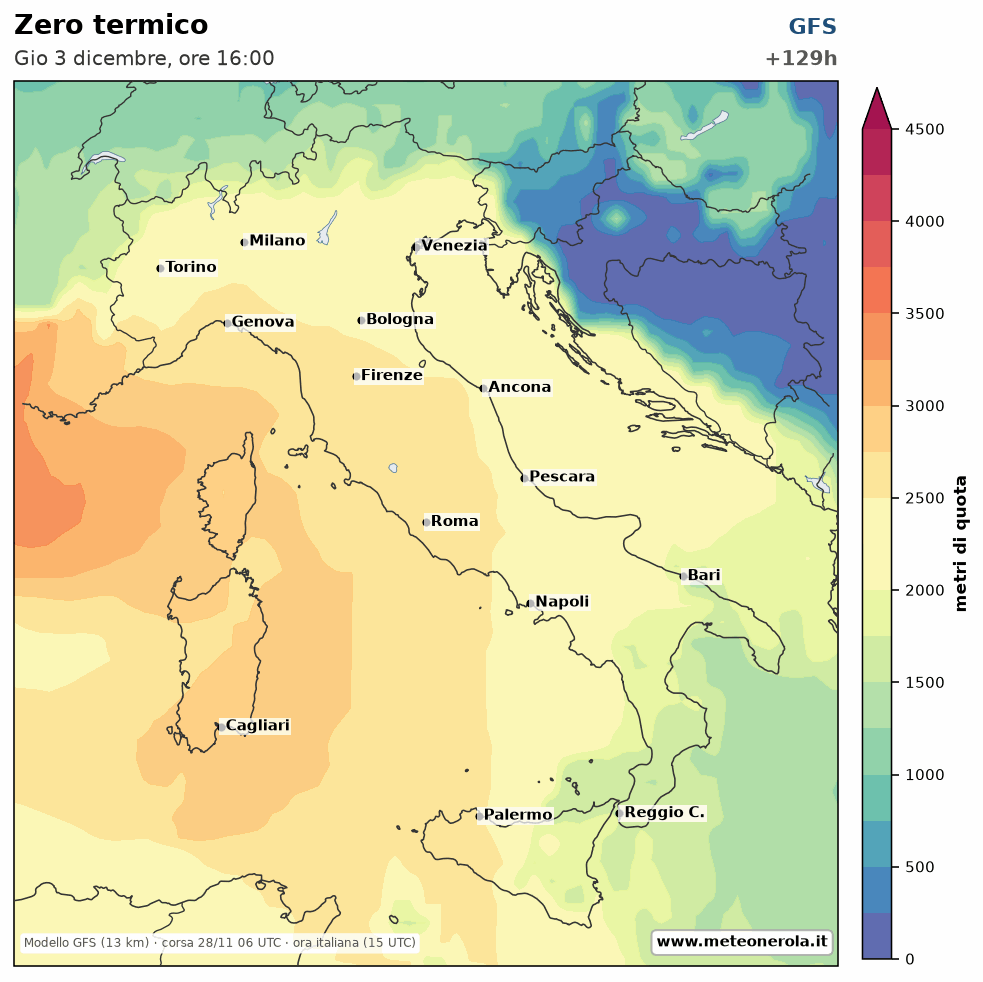 Zero termico
GFS
Gio 3 dicembre, ore 16:00
+129h
Milano
Venezia
Torino
Genova
Bologna
Firenze
Ancona
Pescara
Roma
Bari
Napoli
Cagliari
Palermo
Reggio C.
Modello GFS (13 km) · corsa 28/11 06 UTC · ora italiana (15 UTC)
www.meteonerola.it
4500
4000
3500
3000
2500
2000
1500
1000
500
0
metri di quota